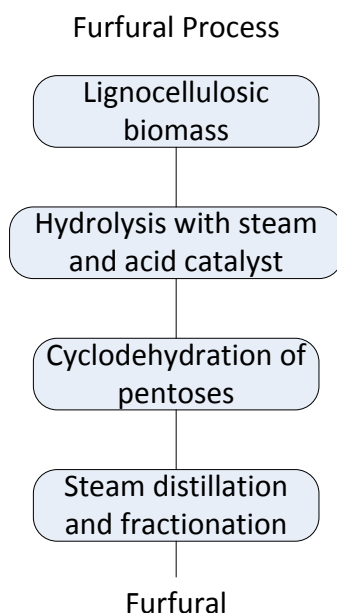 Furfural Process
Lignocellulosic
biomass
Hydrolysis with steam
and acid catalyst
Cyclodehydration of
pentoses
Steam distillation
and fractionation
Furfural